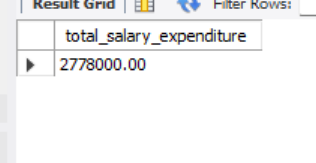 Result Grid Filter Rows:
total_salary_expenditure
2778000.00